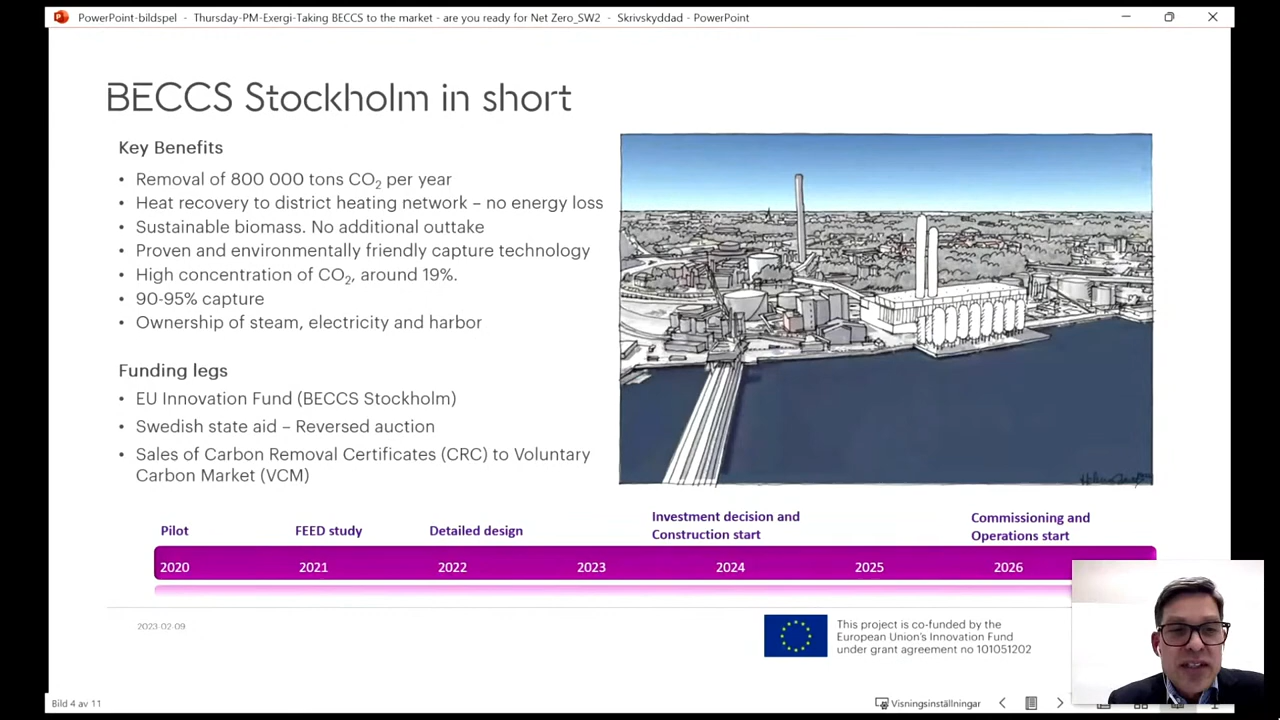 PowerPoint-bildspel - Thursday-PM-Exergi-Taking BECCS to the market - are you ready for Net Zero_SW2 - Skrivskyddad - PowerPoint
BECCS Stockholm in short
Key Benefits
• Removal of 800 000 tons CO₂ per year
• Heat recovery to district heating network – no energy loss
• Sustainable biomass. No additional outtake
• Proven and environmentally friendly capture technology
• High concentration of CO₂, around 19%.
• 90-95% capture
• Ownership of steam, electricity and harbor
Funding legs
• EU Innovation Fund (BECCS Stockholm)
• Swedish state aid – Reversed auction
• Sales of Carbon Removal Certificates (CRC) to Voluntary
Carbon Market (VCM)
Pilot
FEED study
Detailed design
Investment decision and
Construction start
Commissioning and
Operations start
2020 2021 2022 2023 2024 2025 2026
2023-02-09
This project is co-funded by the
European Union's Innovation Fund
under grant agreement no 101051202
Bild 4 av 11
Visningsinställningar